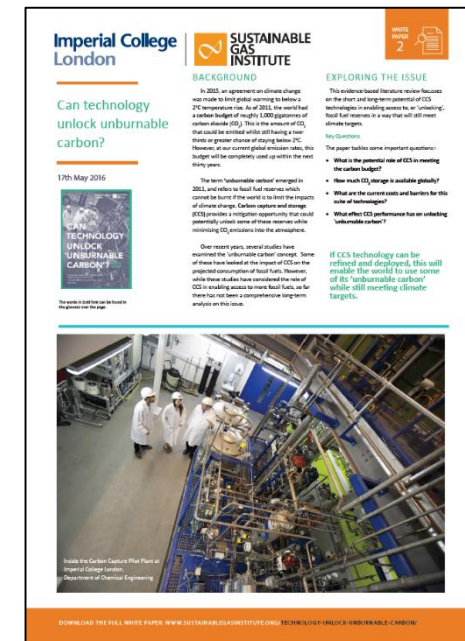 Imperial College
London
SUSTAINABLE
GAS
INSTITUTE
WHITE
PAPER
2
Can technology
unlock unburnable
carbon?
17th May 2016
CAN
TECHNOLOGY
UNLOCK
'UNBURNABLE
CARBON'?
The words in bold font can be found in
the glossary over the page.
BACKGROUND
In 2015, an agreement on climate change
was made to limit global warming to below a
2°C temperature rise. As of 2011, the world had
a carbon budget of roughly 1,000 gigatonnes of
carbon dioxide (CO2). This is the amount of CO2
that could be emitted whilst still having a two-
thirds or greater chance of staying below 2°C.
However, at our current global emission rates, this
budget will be completely used up within the next
thirty years.
The term 'unburnable carbon' emerged in
2011, and refers to fossil fuel reserves which
cannot be burnt if the world is to limit the impacts
of climate change. Carbon capture and storage
(CCS) provides a mitigation opportunity that could
potentially unlock some of these reserves while
minimising CO2 emissions into the atmosphere.
Over recent years, several studies have
examined the 'unburnable carbon' concept. Some
of these have looked at the impact of CCS on the
projected consumption of fossil fuels. However,
while these studies have considered the role of
CCS in enabling access to more fossil fuels, so far
there has not been a comprehensive long-term
analysis on this issue.
EXPLORING THE ISSUE
This evidence-based literature review focusses
on the short and long-term potential of CCS
technologies in enabling access to, or 'unlocking',
fossil fuel reserves in a way that will still meet
climate targets.
Key Questions
The paper tackles some important questions:-
• What is the potential role of CCS in meeting
the carbon budget?
• How much CO2 storage is available globally?
• What are the current costs and barriers for this
suite of technologies?
• What effect CCS performance has on unlocking
'unburnable carbon'?
If CCS technology can be
refined and deployed, this will
enable the world to use some
of its 'unburnable carbon'
while still meeting climate
targets.
Inside the Carbon Capture Pilot Plant at
Imperial College London,
Department of Chemical Engineering
DOWNLOAD THE FULL WHITE PAPER: WWW.SUSTAINABLEGASINSTITUTE.ORG/TECHNOLOGY-UNLOCK-UNBURNABLE-CARBON/